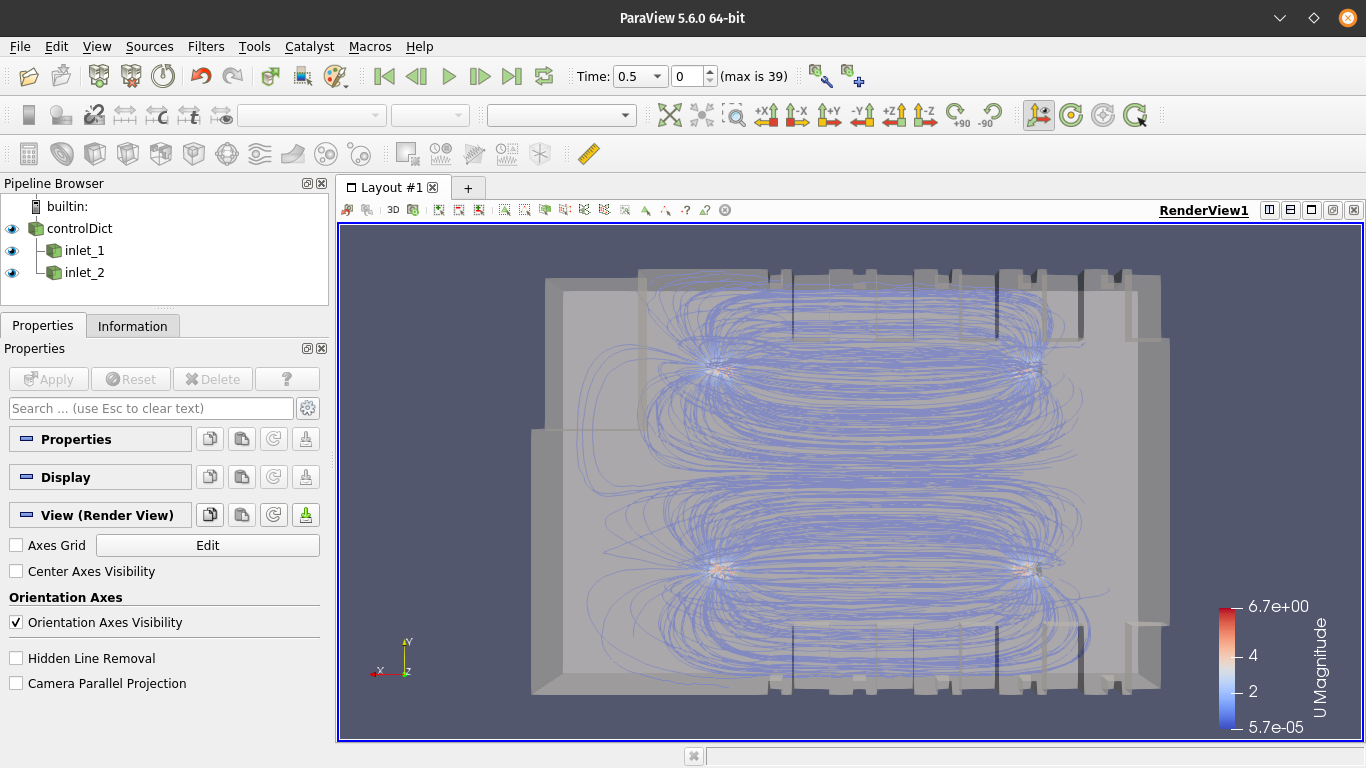 ParaView 5.6.0 64-bit
File Edit View Sources Filters Tools Catalyst Macros Help
Time: 0.5 0 (max is 39)
+X -X +Y -Y +Z -Z +90 -90
Pipeline Browser
builtin:
controlDict
inlet_1
inlet_2
Properties Information
Properties
Apply Reset Delete ?
Search ... (use Esc to clear text)
Properties
Display
View (Render View)
Axes Grid Edit
Center Axes Visibility
Orientation Axes
Orientation Axes Visibility
Hidden Line Removal
Camera Parallel Projection
Layout #1 +
3D RenderView1
Y
X Z
6.7e+00
4
2
5.7e-05
U Magnitude